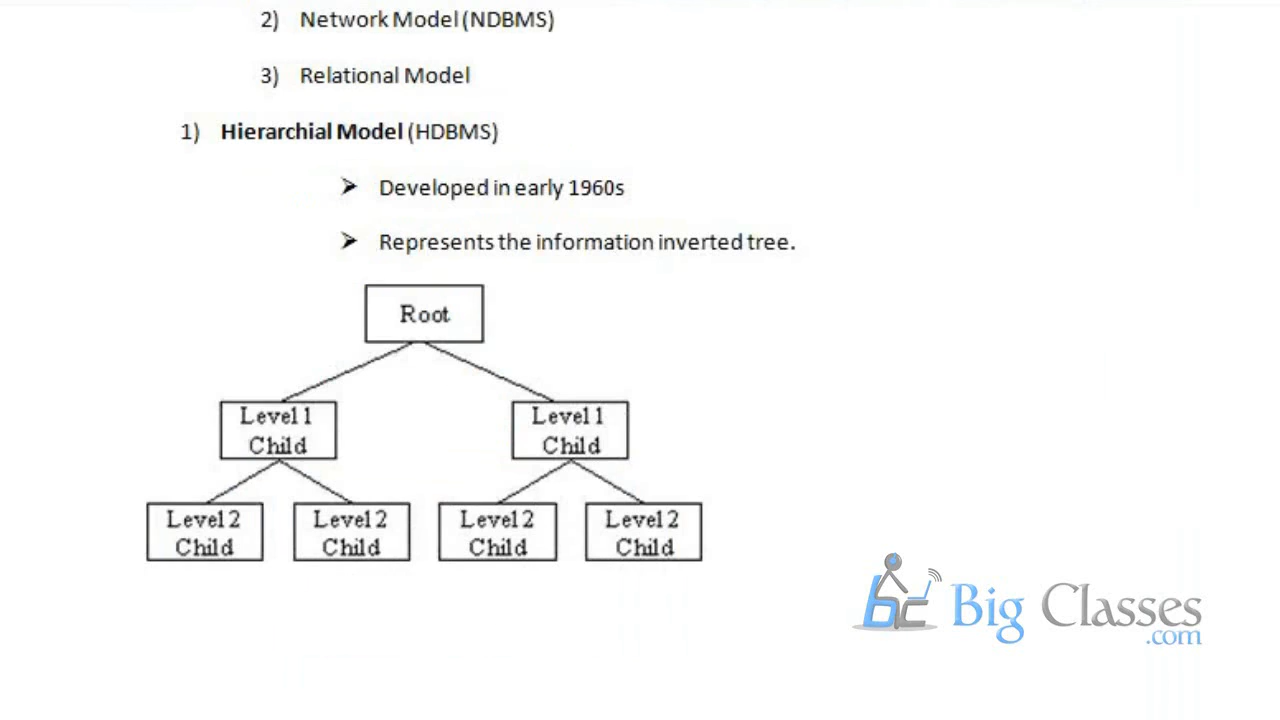 2) Network Model (NDBMS)
3) Relational Model
1) Hierarchial Model (HDBMS)
➤ Developed in early 1960s
➤ Represents the information inverted tree.
Root
Level 1 Child
Level 1 Child
Level 2 Child
Level 2 Child
Level 2 Child
Level 2 Child
bc Big Classes
.com